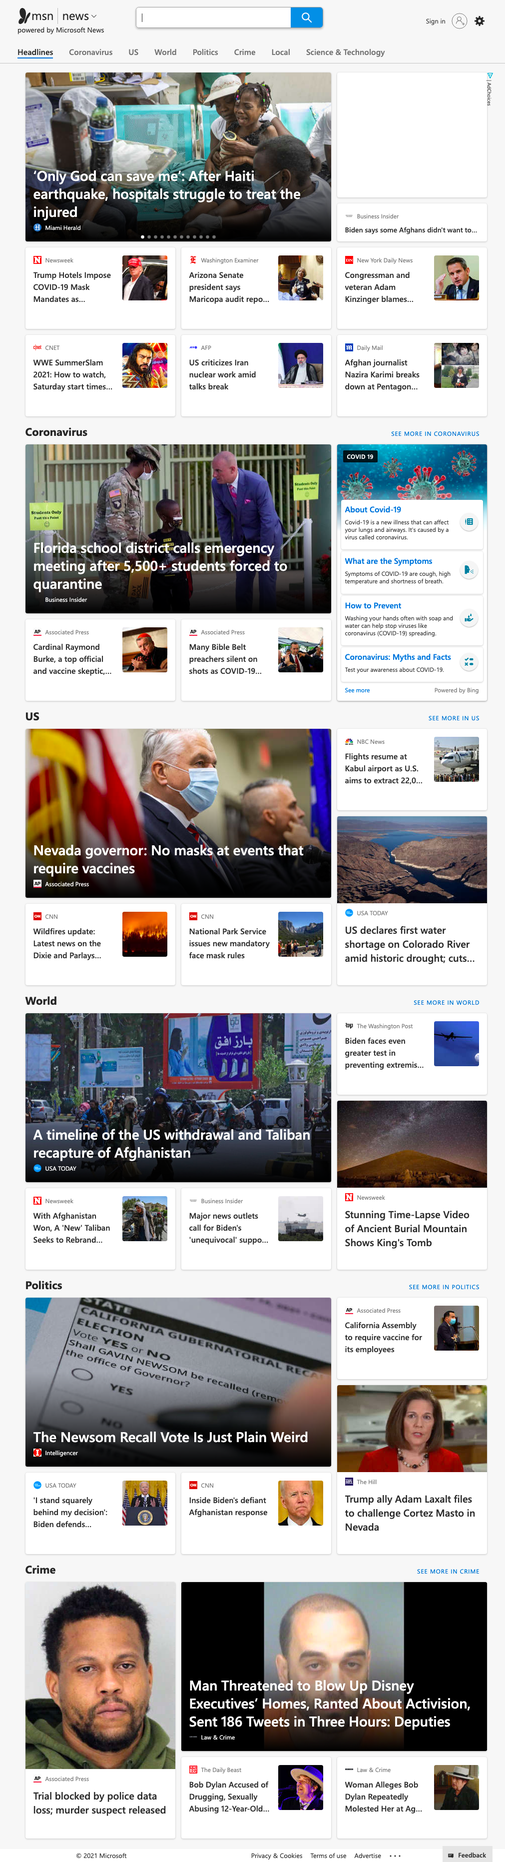 msn news
powered by Microsoft News
Sign in
Headlines Coronavirus US World Politics Crime Local Science & Technology
'Only God can save me': After Haiti
earthquake, hospitals struggle to treat the
injured
Miami Herald
AdChoices
Business Insider
Biden says some Afghans didn't want to...
Newsweek
Trump Hotels Impose
COVID-19 Mask
Mandates as...
Washington Examiner
Arizona Senate
president says
Maricopa audit repo...
New York Daily News
Congressman and
veteran Adam
Kinzinger blames...
CNET
WWE SummerSlam
2021: How to watch,
Saturday start times...
AFP
US criticizes Iran
nuclear work amid
talks break
Daily Mail
Afghan journalist
Nazira Karimi breaks
down at Pentagon...
Coronavirus
SEE MORE IN CORONAVIRUS
Students Only
Students Only
Florida school district calls emergency
meeting after 5,500+ students forced to
quarantine
Business Insider
COVID 19
About Covid-19
Covid-19 is a new illness that can affect
your lungs and airways. It's caused by a
virus called coronavirus.
What are the Symptoms
Symptoms of COVID-19 are cough, high
temperature and shortness of breath.
How to Prevent
Washing your hands often with soap and
water can help stop viruses like
coronavirus (COVID-19) spreading.
Coronavirus: Myths and Facts
Test your awareness about COVID-19.
See more
Powered by Bing
AP Associated Press
Cardinal Raymond
Burke, a top official
and vaccine skeptic,...
AP Associated Press
Many Bible Belt
preachers silent on
shots as COVID-19...
US
SEE MORE IN US
Nevada governor: No masks at events that
require vaccines
AP Associated Press
NBC News
Flights resume at
Kabul airport as U.S.
aims to extract 22,0...
USA TODAY
US declares first water
shortage on Colorado River
amid historic drought; cuts...
CNN
Wildfires update:
Latest news on the
Dixie and Parlays...
CNN
National Park Service
issues new mandatory
face mask rules
World
SEE MORE IN WORLD
بارز افق
A timeline of the US withdrawal and Taliban
recapture of Afghanistan
USA TODAY
wp The Washington Post
Biden faces even
greater test in
preventing extremis...
N Newsweek
Stunning Time-Lapse Video
of Ancient Burial Mountain
Shows King's Tomb
N Newsweek
With Afghanistan
Won, A 'New' Taliban
Seeks to Rebrand...
Business Insider
Major news outlets
call for Biden's
'unequivocal' suppo...
Politics
SEE MORE IN POLITICS
STATE
CALIFORNIA GUBERNATORIAL RECA
ELECTION
Vote YES or NO
Shall GAVIN NEWSOM be recalled (remo
the office of Governor?
YES
NO
The Newsom Recall Vote Is Just Plain Weird
Intelligencer
AP Associated Press
California Assembly
to require vaccine for
its employees
The Hill
Trump ally Adam Laxalt files
to challenge Cortez Masto in
Nevada
USA TODAY
'I stand squarely
behind my decision':
Biden defends...
CNN
Inside Biden's defiant
Afghanistan response
Crime
SEE MORE IN CRIME
AP Associated Press
Trial blocked by police data
loss; murder suspect released
Man Threatened to Blow Up Disney
Executives' Homes, Ranted About Activision,
Sent 186 Tweets in Three Hours: Deputies
Law & Crime
The Daily Beast
Bob Dylan Accused of
Drugging, Sexually
Abusing 12-Year-Old...
Law & Crime
Woman Alleges Bob
Dylan Repeatedly
Molested Her at Ag...
© 2021 Microsoft
Privacy & Cookies Terms of use Advertise ...
Feedback